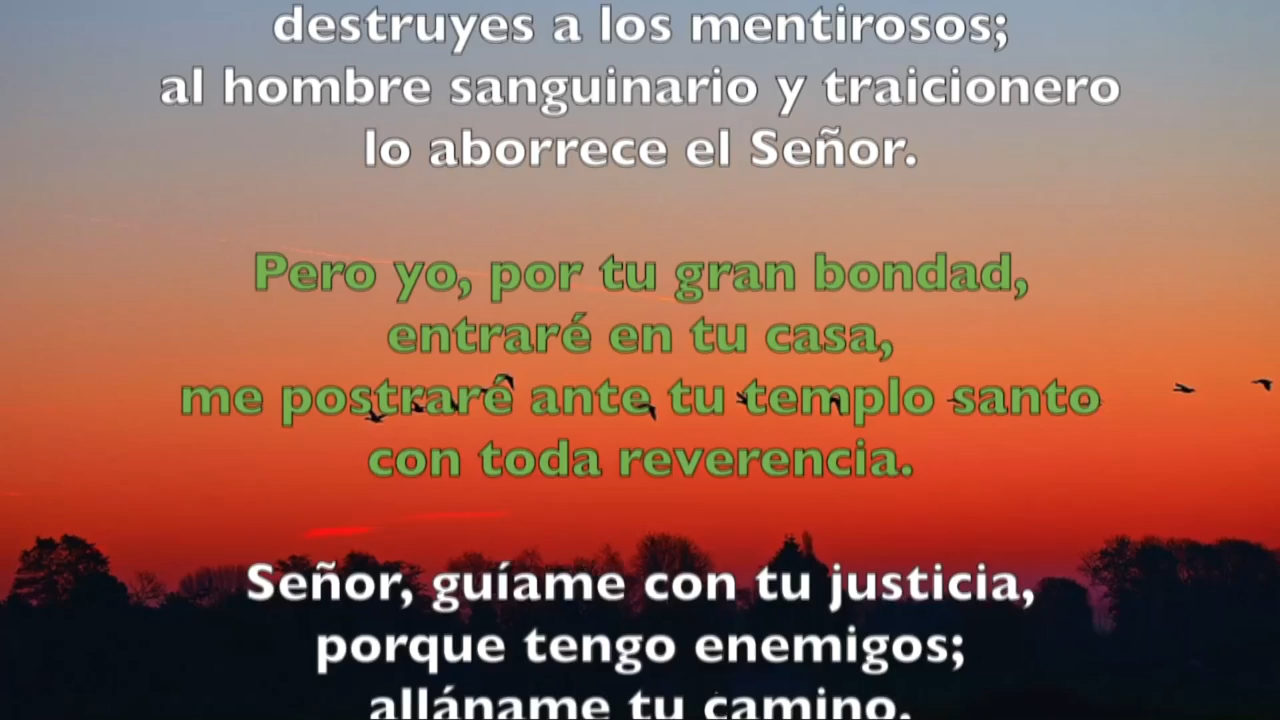 destruyes a los mentirosos;
al hombre sanguinario y traicionero
lo aborrece el Señor.
Pero yo, por tu gran bondad,
entraré en tu casa,
me postraré ante tu templo santo
con toda reverencia.
Señor, guíame con tu justicia,
porque tengo enemigos;
alláname tu camino.